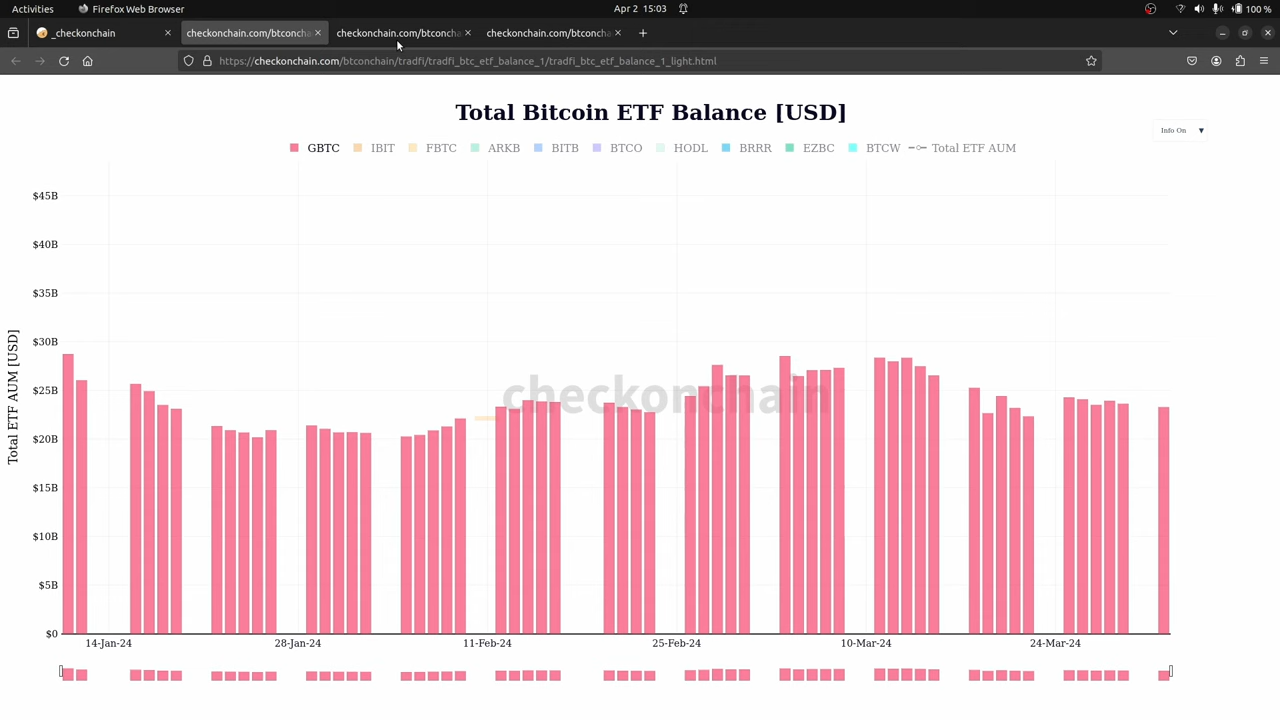 Activities Firefox Web Browser Apr 2 15:03 100 %
_checkonchain checkonchain.com/btconcha checkonchain.com/btconcha checkonchain.com/btconcha
https://checkonchain.com/btconchain/tradfi/tradfi_btc_etf_balance_1/tradfi_btc_etf_balance_1_light.html
Total Bitcoin ETF Balance [USD]
Info On ▼
GBTC IBIT FBTC ARKB BITB BTCO HODL BRRR EZBC BTCW Total ETF AUM
$45B
$40B
$35B
$30B
$25B
$20B
$15B
$10B
$5B
$0
Total ETF AUM [USD]
checkonchain
14-Jan-24 28-Jan-24 11-Feb-24 25-Feb-24 10-Mar-24 24-Mar-24